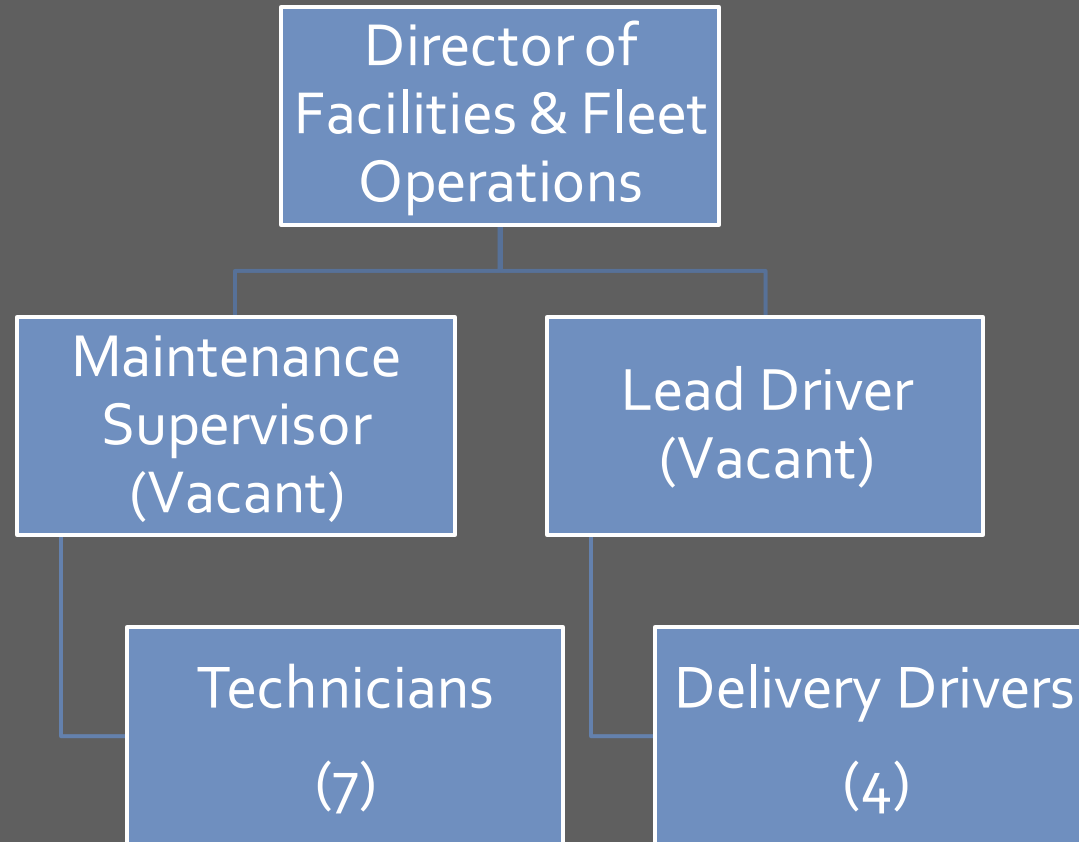 Director of
Facilities & Fleet
Operations
Maintenance
Supervisor
(Vacant)
Lead Driver
(Vacant)
Technicians
(7)
Delivery Drivers
(4)